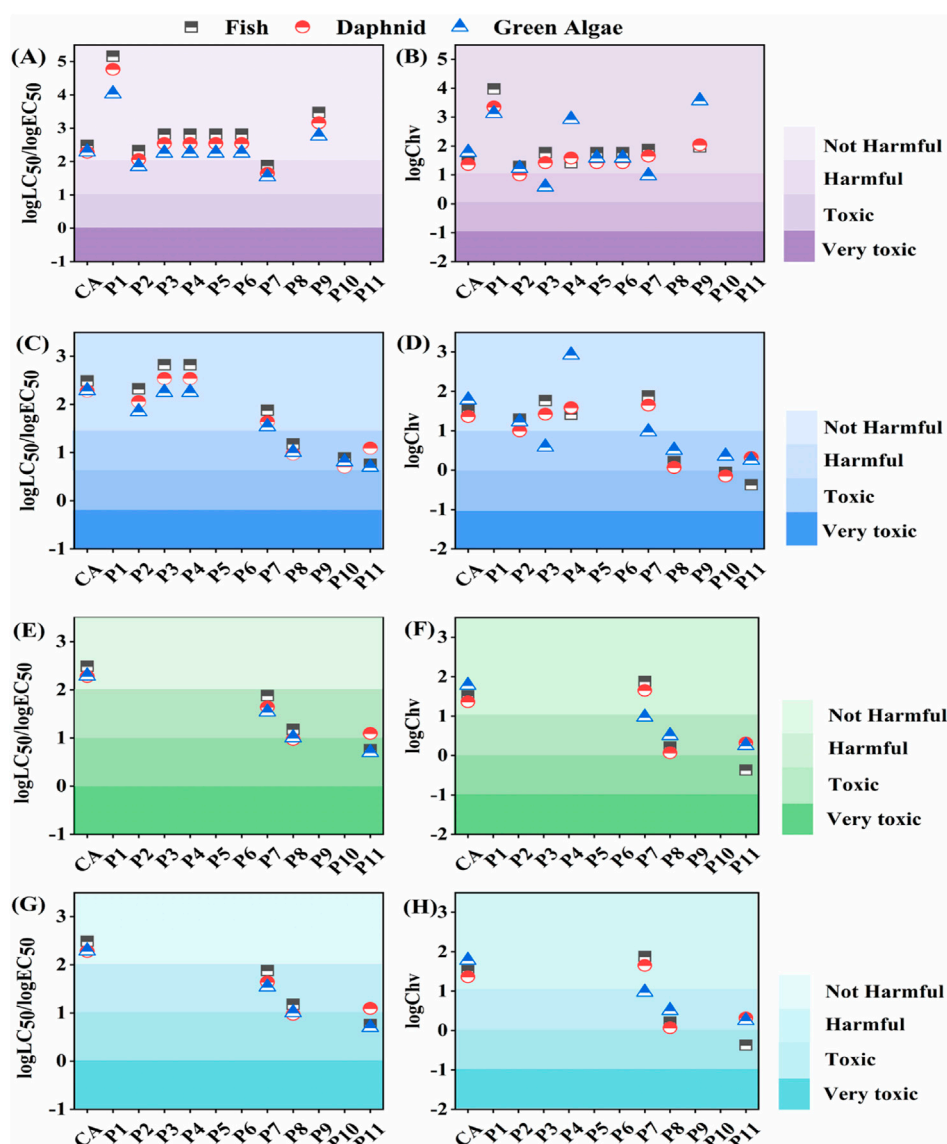 Fish Daphnid Green Algae
(A) (B)
logLC50/logEC50
5
4
3
2
1
0
-1
CA P1 P2 P3 P4 P5 P6 P7 P8 P9 P10 P11
logChv
5
4
3
2
1
0
-1
-2
CA P1 P2 P3 P4 P5 P6 P7 P8 P9 P10 P11
Not Harmful
Harmful
Toxic
Very toxic
(C) (D)
logLC50/logEC50
3
2
1
0
-1
CA P1 P2 P3 P4 P5 P6 P7 P8 P9 P10 P11
logChv
3
2
1
0
-1
-2
CA P1 P2 P3 P4 P5 P6 P7 P8 P9 P10 P11
Not Harmful
Harmful
Toxic
Very toxic
(E) (F)
logLC50/logEC50
3
2
1
0
-1
CA P1 P2 P3 P4 P5 P6 P7 P8 P9 P10 P11
logChv
3
2
1
0
-1
-2
CA P1 P2 P3 P4 P5 P6 P7 P8 P9 P10 P11
Not Harmful
Harmful
Toxic
Very toxic
(G) (H)
logLC50/logEC50
3
2
1
0
-1
CA P1 P2 P3 P4 P5 P6 P7 P8 P9 P10 P11
logChv
3
2
1
0
-1
-2
CA P1 P2 P3 P4 P5 P6 P7 P8 P9 P10 P11
Not Harmful
Harmful
Toxic
Very toxic